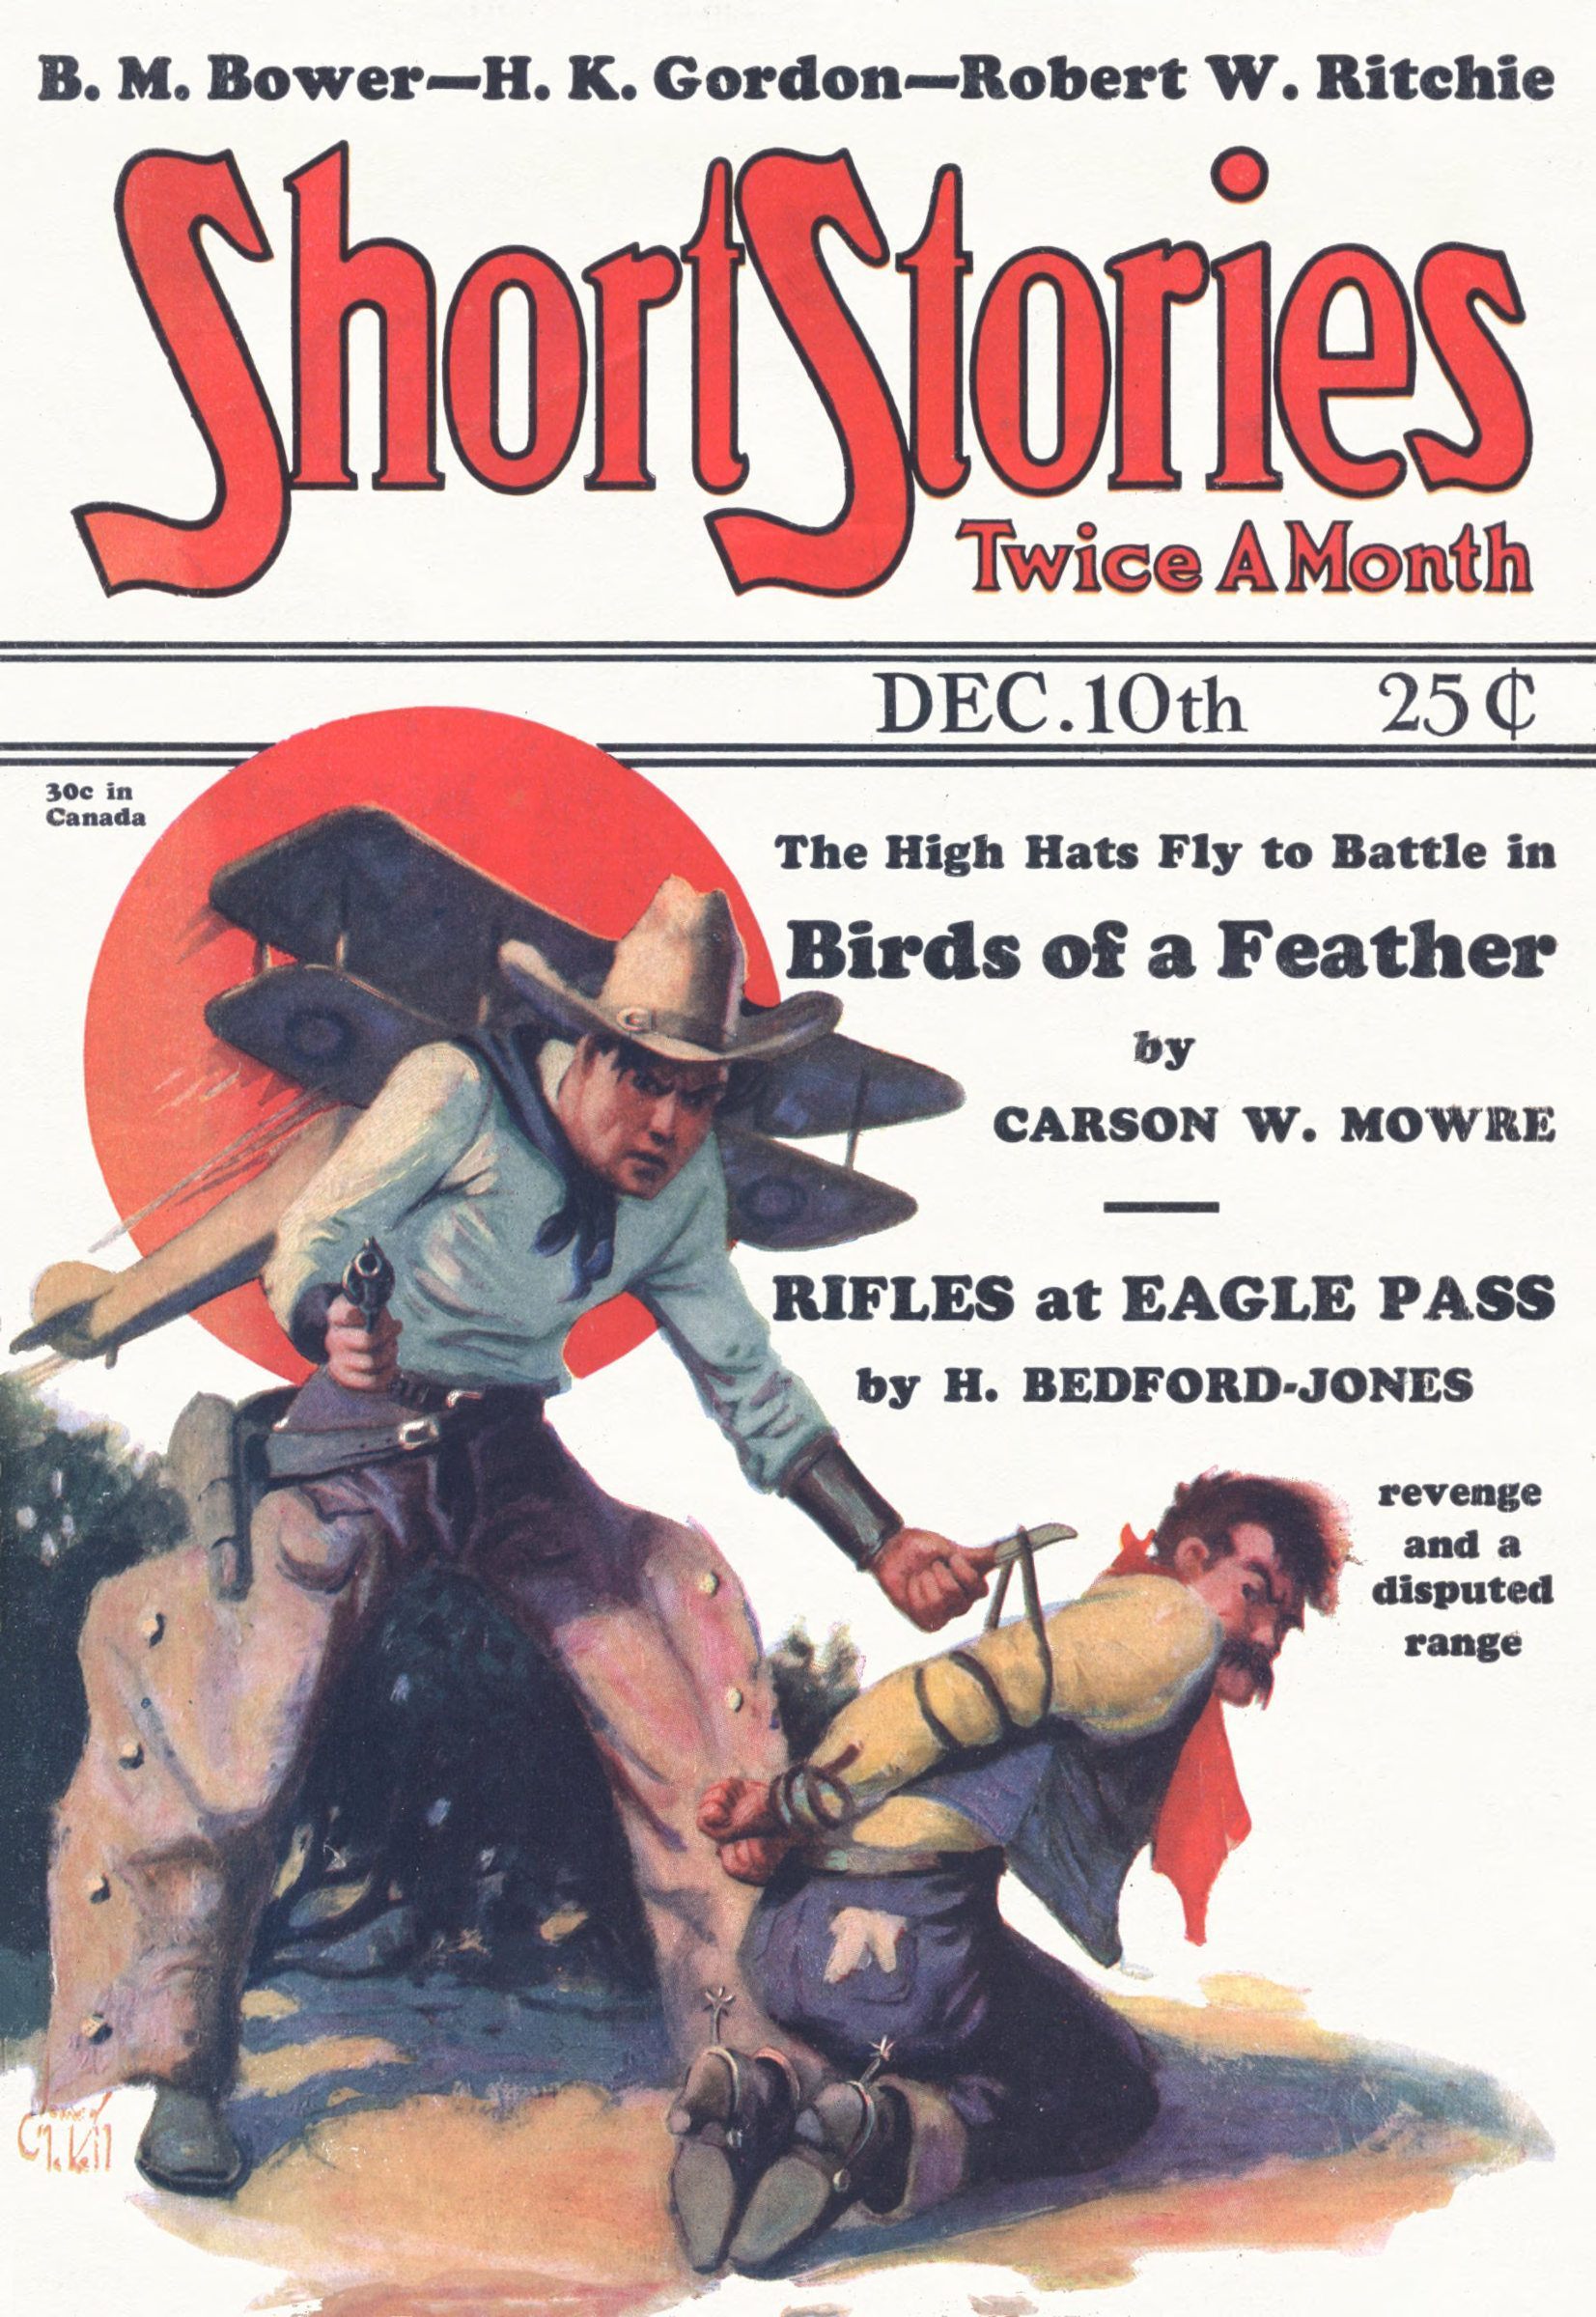 B. M. Bower—H. K. Gordon—Robert W. Ritchie
Short Stories
Twice A Month
DEC. 10th 25¢
30c in
Canada
The High Hats Fly to Battle in
Birds of a Feather
by
CARSON W. MOWRE
RIFLES at EAGLE PASS
by H. BEDFORD-JONES
revenge
and a
disputed
range